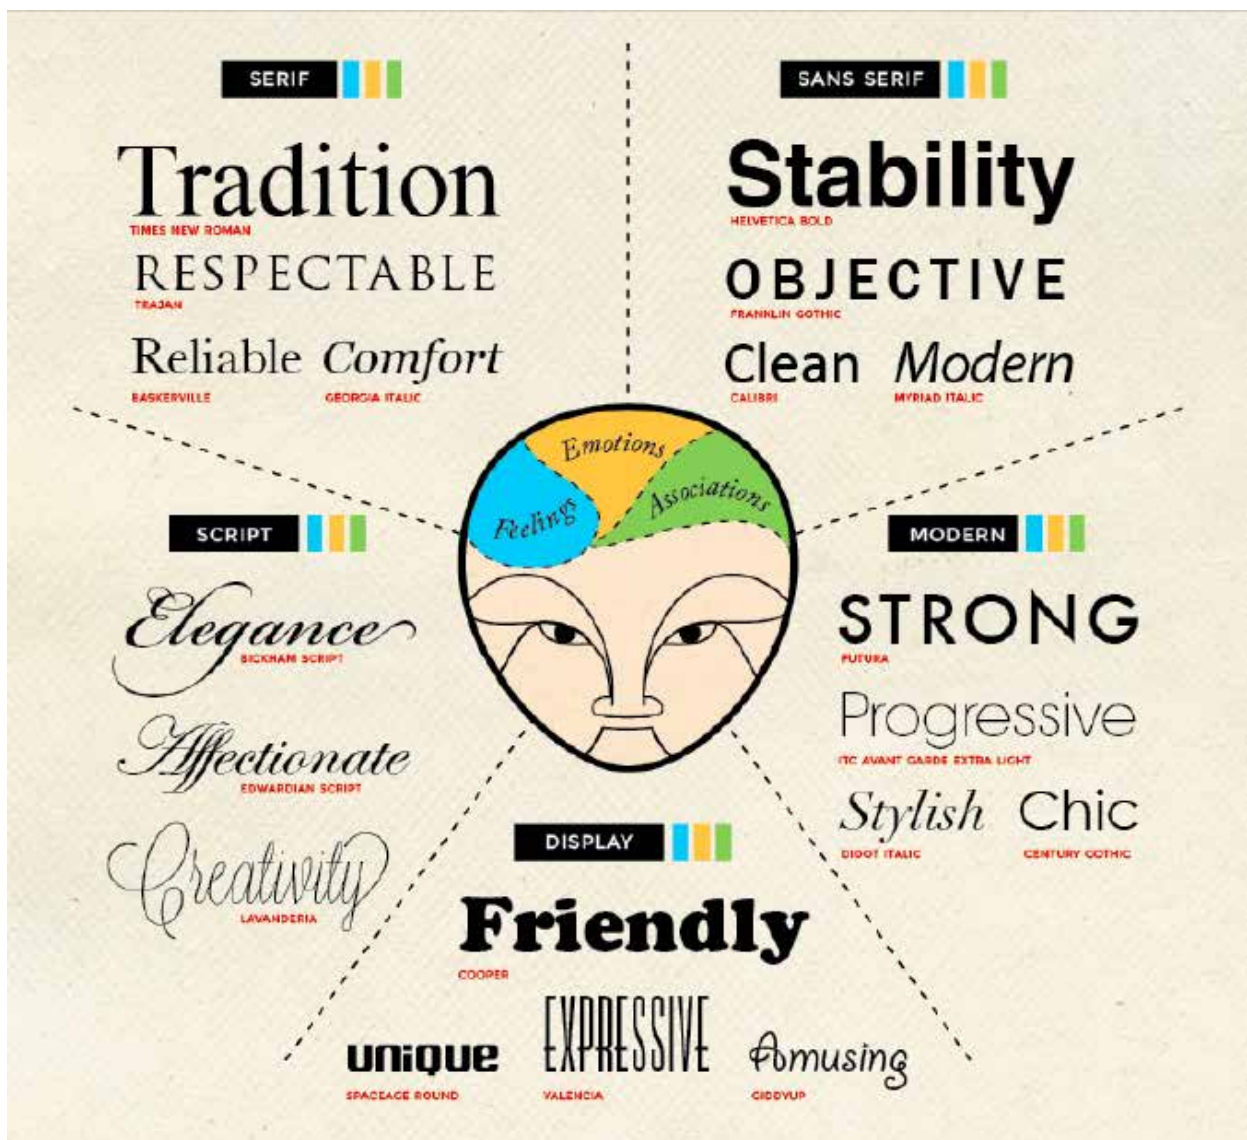 SERIF
Tradition
TIMES NEW ROMAN
RESPECTABLE
TRAJAN
Reliable Comfort
BASKERVILLE GEORGIA ITALIC
SANS SERIF
Stability
HELVETICA BOLD
OBJECTIVE
FRANKLIN GOTHIC
Clean Modern
CALIBRI MYRIAD ITALIC
Emotions
Feelings
Associations
SCRIPT
Elegance
BICKHAM SCRIPT
Affectionate
EDWARDIAN SCRIPT
Creativity
LAVANDERIA
MODERN
STRONG
FUTURA
Progressive
ITC AVANT GARDE EXTRA LIGHT
Stylish Chic
DIDOT ITALIC CENTURY GOTHIC
DISPLAY
Friendly
COOPER
UNiQUE EXPRESSIVE Amusing
SPACEAGE ROUND VALENCIA GIDDYUP